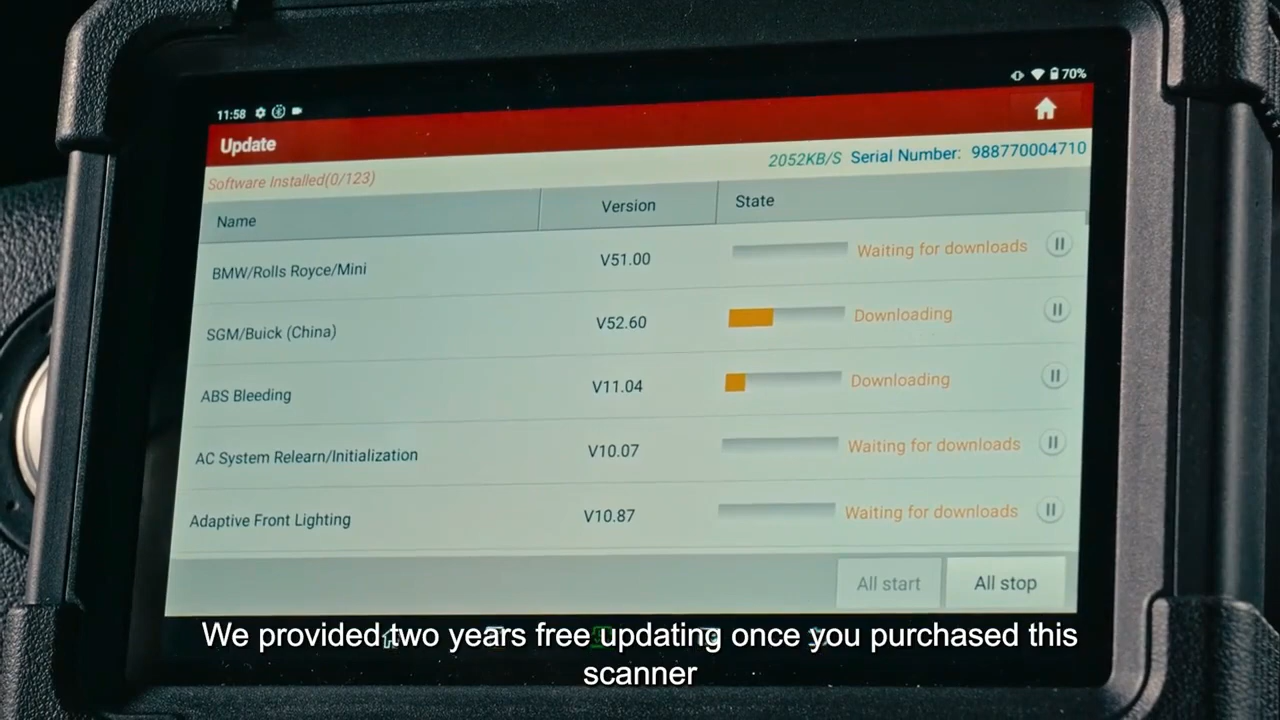 11:58 70%
Update
Software Installed(0/123) 2052KB/S Serial Number: 988770004710
Name Version State
BMW/Rolls Royce/Mini V51.00 Waiting for downloads
SGM/Buick (China) V52.60 Downloading
ABS Bleeding V11.04 Downloading
AC System Relearn/Initialization V10.07 Waiting for downloads
Adaptive Front Lighting V10.87 Waiting for downloads
All start All stop
We provided two years free updating once you purchased this
scanner